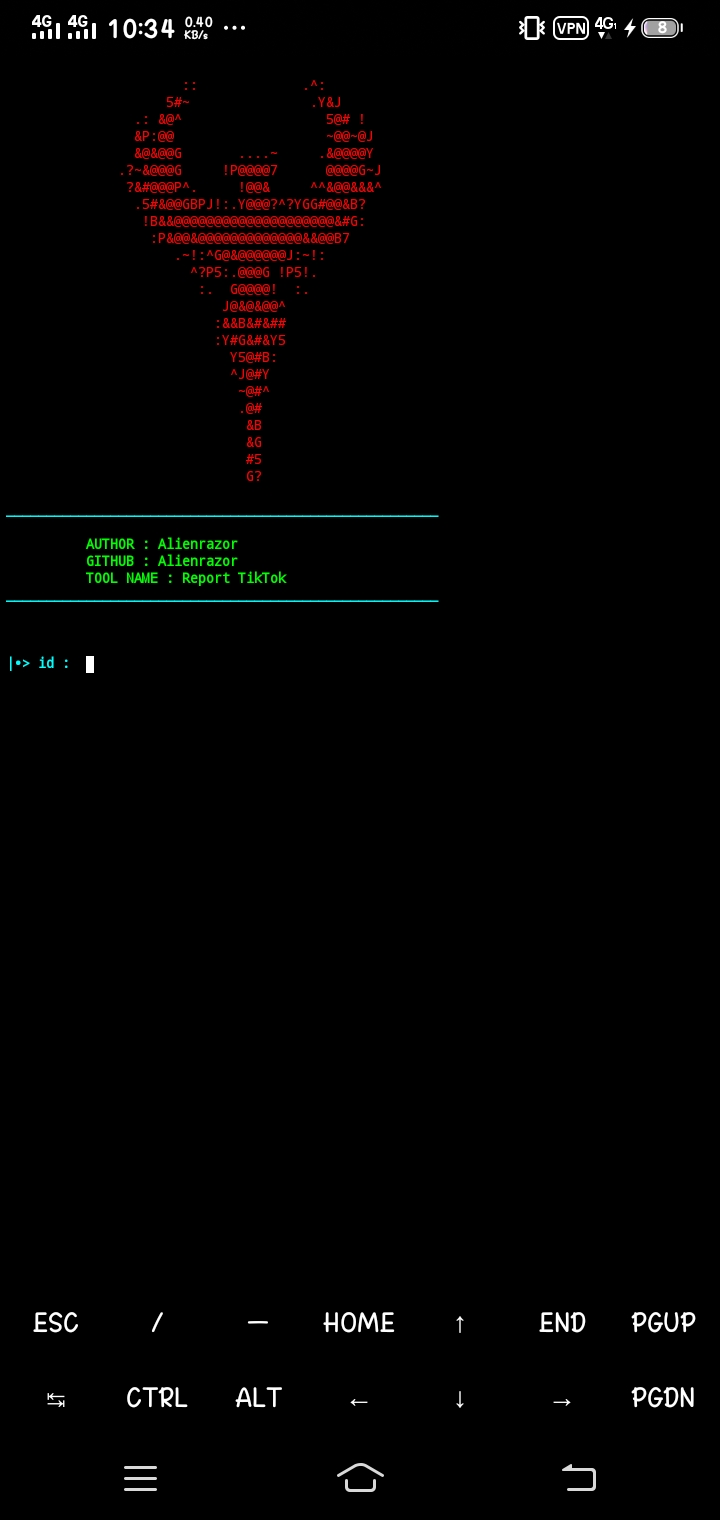 4G 4G 10:34 0.40 KB/s ... VPN 4G 8
:: .^:
5#~ .Y&J
.: &@^ 5@# !
&P:@@ ~@@~@J
&@&@@G ....~ .&@@@@Y
.?~&@@@G !P@@@@7 @@@@G~J
?&#@@@P^. !@@& ^^&@@&&&^
.5#&@@GBPJ!:.Y@@@?^?YGG#@@&B?
!B&&@@@@@@@@@@@@@@@@@@@@&#G:
:P&@@&@@@@@@@@@@@@@&&@@B7
.~!:^G@&@@@@@@J:~!:
^?P5:.@@@G !P5!.
:. G@@@@! :.
J@&@&@@^
:&&B&#&##
:Y#G&#&Y5
Y5@#B:
^J@#Y
~@#^
.@#
&B
&G
#5
G?
AUTHOR : Alienrazor
GITHUB : Alienrazor
TOOL NAME : Report TikTok
|•> id :
ESC / — HOME ↑ END PGUP
↹ CTRL ALT ← ↓ → PGDN